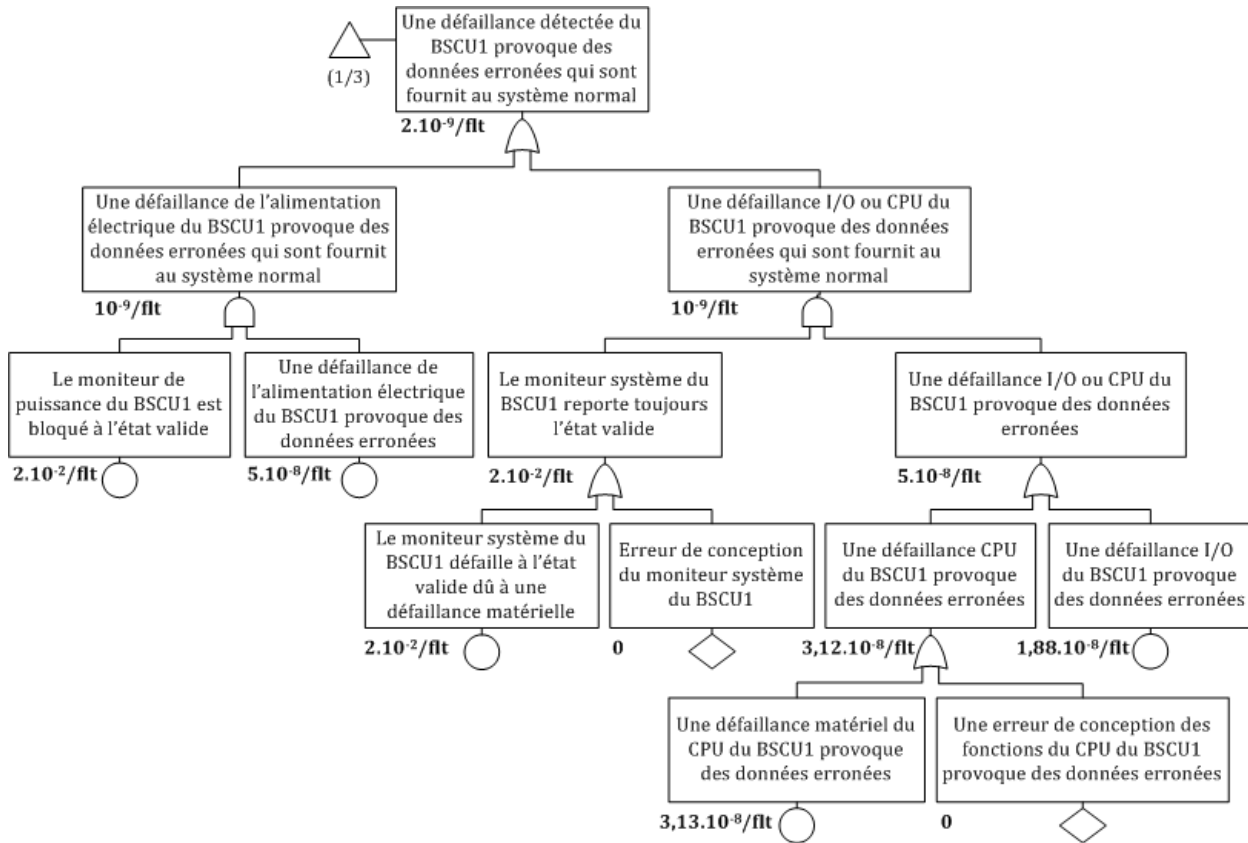 Une défaillance détectée du
BSCU1 provoque des
données erronées qui sont
fournit au système normal
(1/3)
2.10⁻⁹/flt
Une défaillance de l'alimentation
électrique du BSCU1 provoque des
données erronées qui sont fournit
au système normal
10⁻⁹/flt
Une défaillance I/O ou CPU du
BSCU1 provoque des données
erronées qui sont fournit au
système normal
10⁻⁹/flt
Le moniteur de
puissance du BSCU1 est
bloqué à l'état valide
2.10⁻²/flt
Une défaillance de
l'alimentation électrique
du BSCU1 provoque des
données erronées
5.10⁻⁸/flt
Le moniteur système du
BSCU1 reporte toujours
l'état valide
2.10⁻²/flt
Une défaillance I/O ou CPU du
BSCU1 provoque des données
erronées
5.10⁻⁸/flt
Le moniteur système du
BSCU1 défaille à l'état
valide dû à une
défaillance matérielle
2.10⁻²/flt
Erreur de conception
du moniteur système
du BSCU1
0
Une défaillance CPU
du BSCU1 provoque
des données erronées
3,12.10⁻⁸/flt
Une défaillance I/O
du BSCU1 provoque
des données erronées
1,88.10⁻⁸/flt
Une défaillance matériel du
CPU du BSCU1 provoque
des données erronées
3,13.10⁻⁸/flt
Une erreur de conception des
fonctions du CPU du BSCU1
provoque des données erronées
0